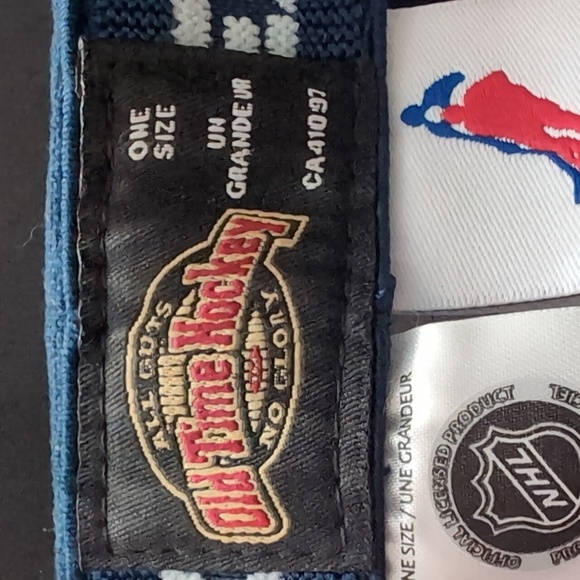 ONE
SIZE
UN
GRANDEUR
CA41097
ALL GUTS
Old Time Hockey
NO GLORY
NE SIZE / UNE GRANDEUR
OFFICIAL LICENSED PRODUCT
NHL